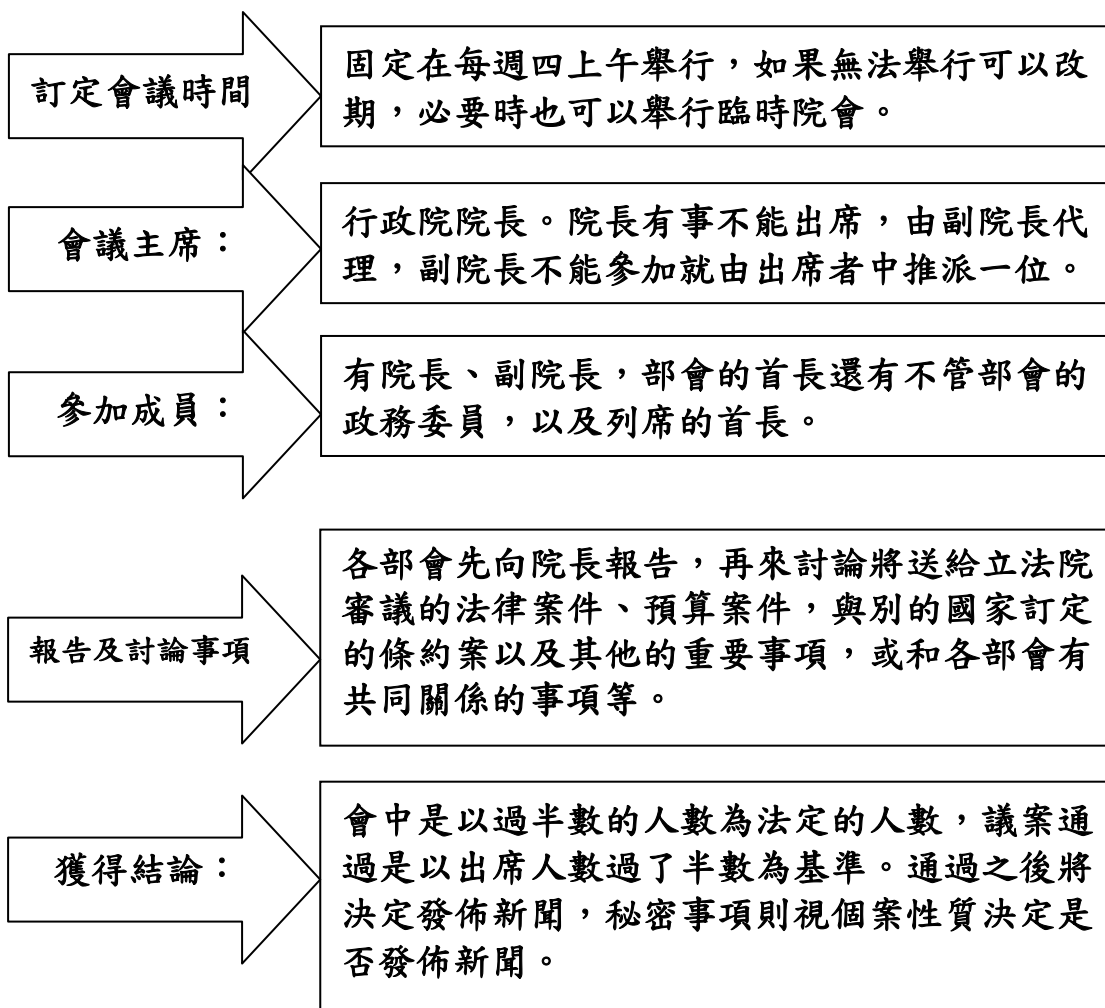 訂定會議時間
固定在每週四上午舉行，如果無法舉行可以改
期，必要時也可以舉行臨時院會。
會議主席：
行政院院長。院長有事不能出席，由副院長代
理，副院長不能參加就由出席者中推派一位。
參加成員：
有院長、副院長，部會的首長還有不管部會的
政務委員，以及列席的首長。
報告及討論事項
各部會先向院長報告，再來討論將送給立法院
審議的法律案件、預算案件，與別的國家訂定
的條約案以及其他的重要事項，或和各部會有
共同關係的事項等。
獲得結論：
會中是以過半數的人數為法定的人數，議案通
過是以出席人數過了半數為基準。通過之後將
決定發佈新聞，秘密事項則視個案性質決定是
否發佈新聞。